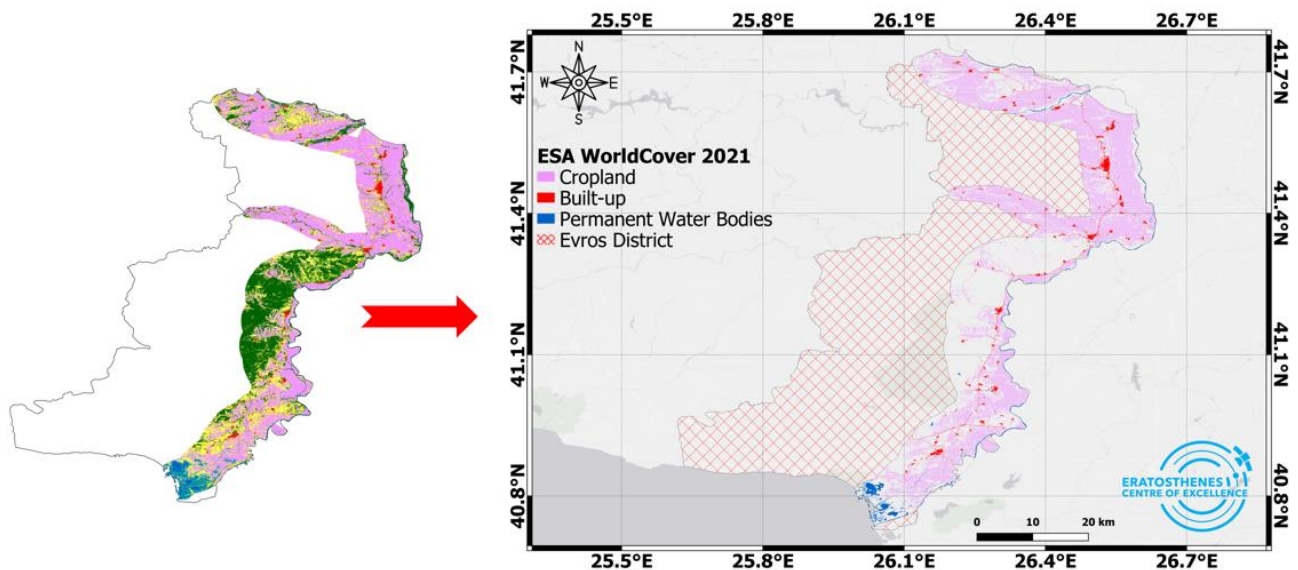 25.5°E 25.8°E 26.1°E 26.4°E 26.7°E
41.7°N 41.7°N
N
W E
S
ESA WorldCover 2021
Cropland
Built-up
Permanent Water Bodies
Evros District
41.4°N 41.4°N
41.1°N 41.1°N
40.8°N 40.8°N
ERATOSTHENES
CENTRE OF EXCELLENCE
0 10 20 km
25.5°E 25.8°E 26.1°E 26.4°E 26.7°E